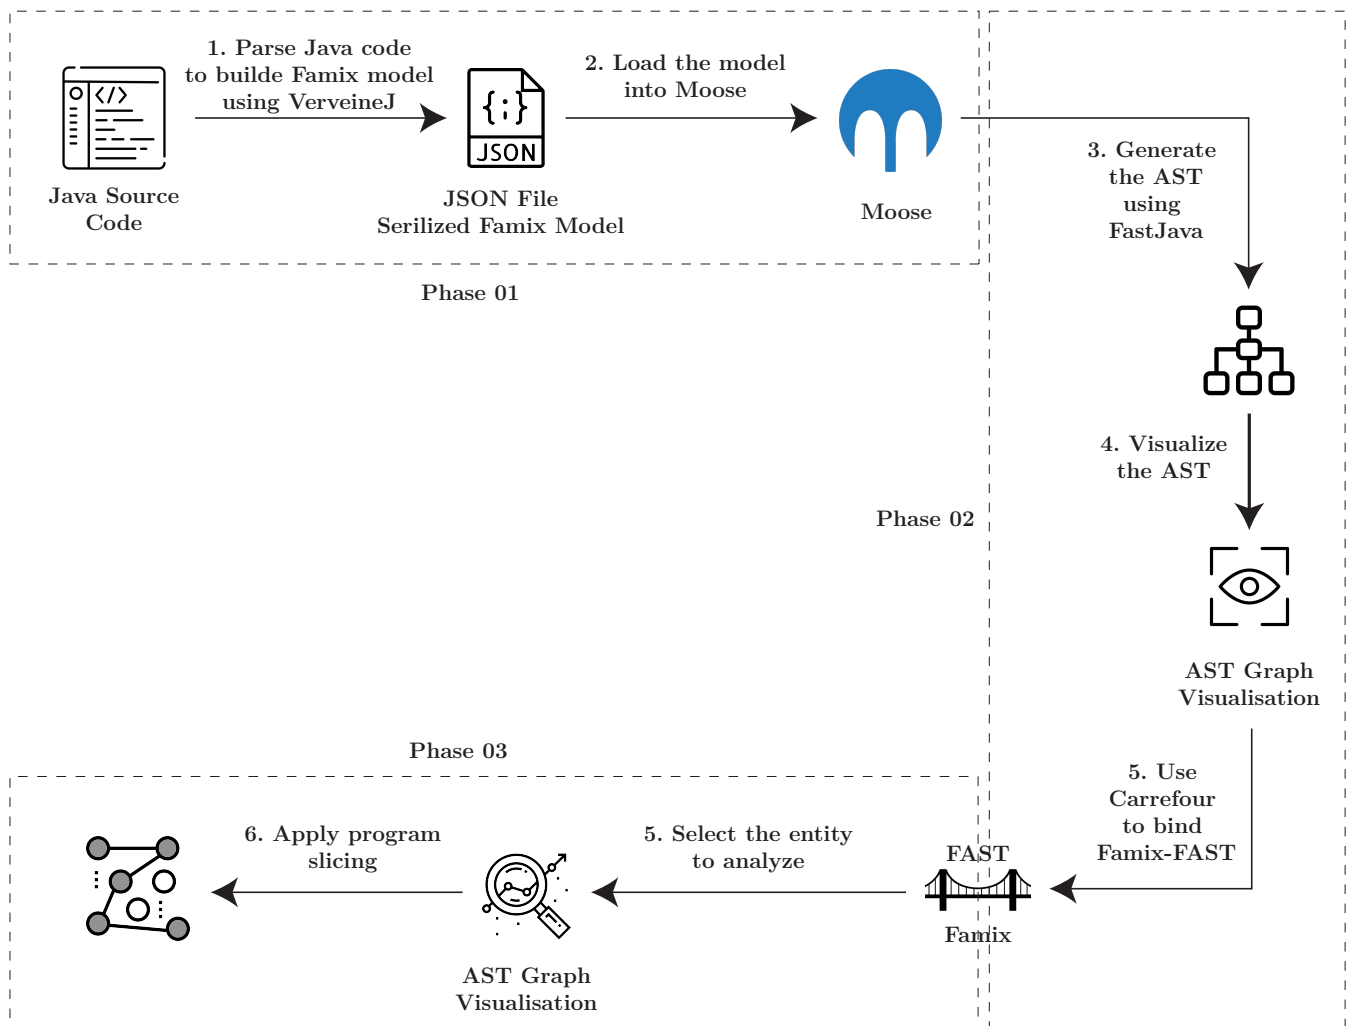 1. Parse Java code
to builde Famix model
using VerveineJ
2. Load the model
into Moose
</>
{;}
JSON
Java Source
Code
JSON File
Serilized Famix Model
Moose
Phase 01
3. Generate
the AST
using
FastJava
4. Visualize
the AST
Phase 02
AST Graph
Visualisation
5. Use
Carrefour
to bind
Famix-FAST
Phase 03
FAST
Famix
5. Select the entity
to analyze
AST Graph
Visualisation
6. Apply program
slicing